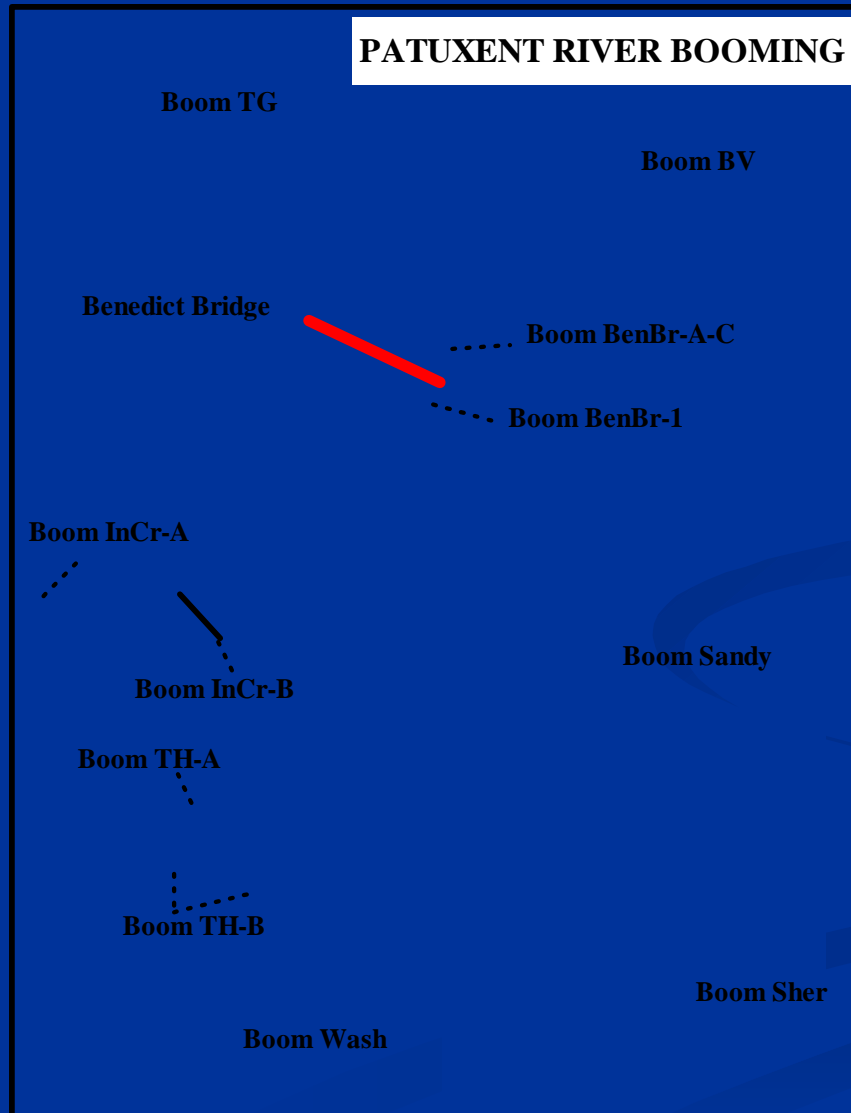 PATUXENT RIVER BOOMING
Boom TG
Boom BV
Benedict Bridge
Boom BenBr-A-C
Boom BenBr-1
Boom InCr-A
Boom Sandy
Boom InCr-B
Boom TH-A
Boom TH-B
Boom Sher
Boom Wash